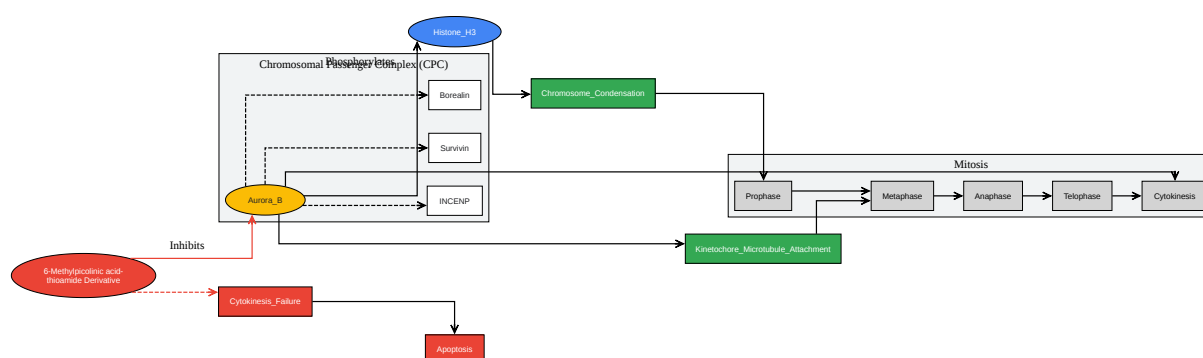 Histone_H3
Phosphorylates
Chromosomal Passenger Complex (CPC)
Borealin
Chromosome_Condensation
Survivin
Mitosis
Aurora_B
INCENP
Prophase
Metaphase
Anaphase
Telophase
Cytokinesis
Inhibits
Kinetochore_Microtubule_Attachment
6-Methylpicolinic acid-
thioamide Derivative
Cytokinesis_Failure
Apoptosis